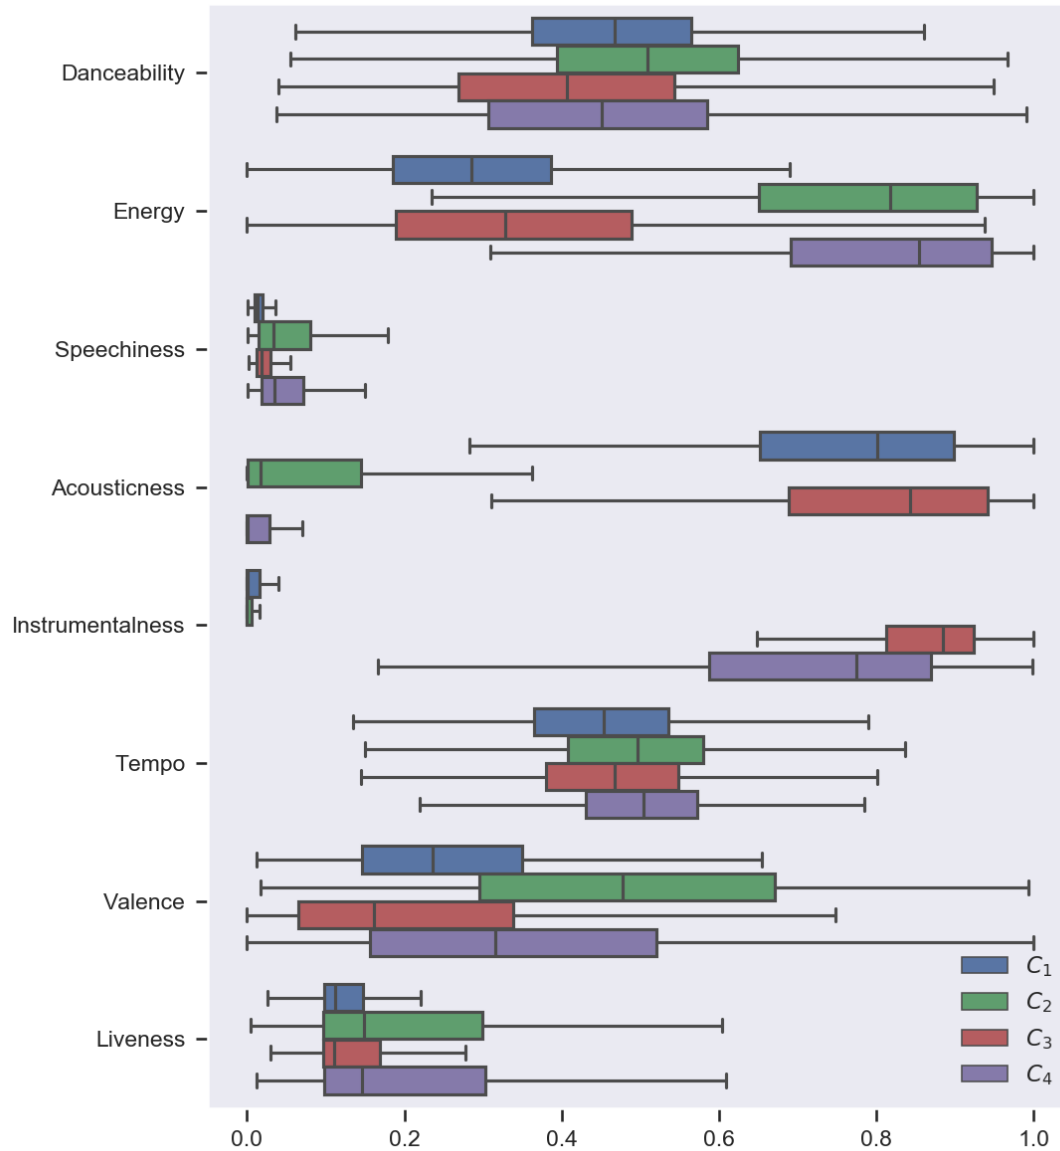 Danceability
Energy
Speechiness
Acousticness
Instrumentalness
Tempo
Valence
Liveness
C₁
C₂
C₃
C₄
0.0 0.2 0.4 0.6 0.8 1.0